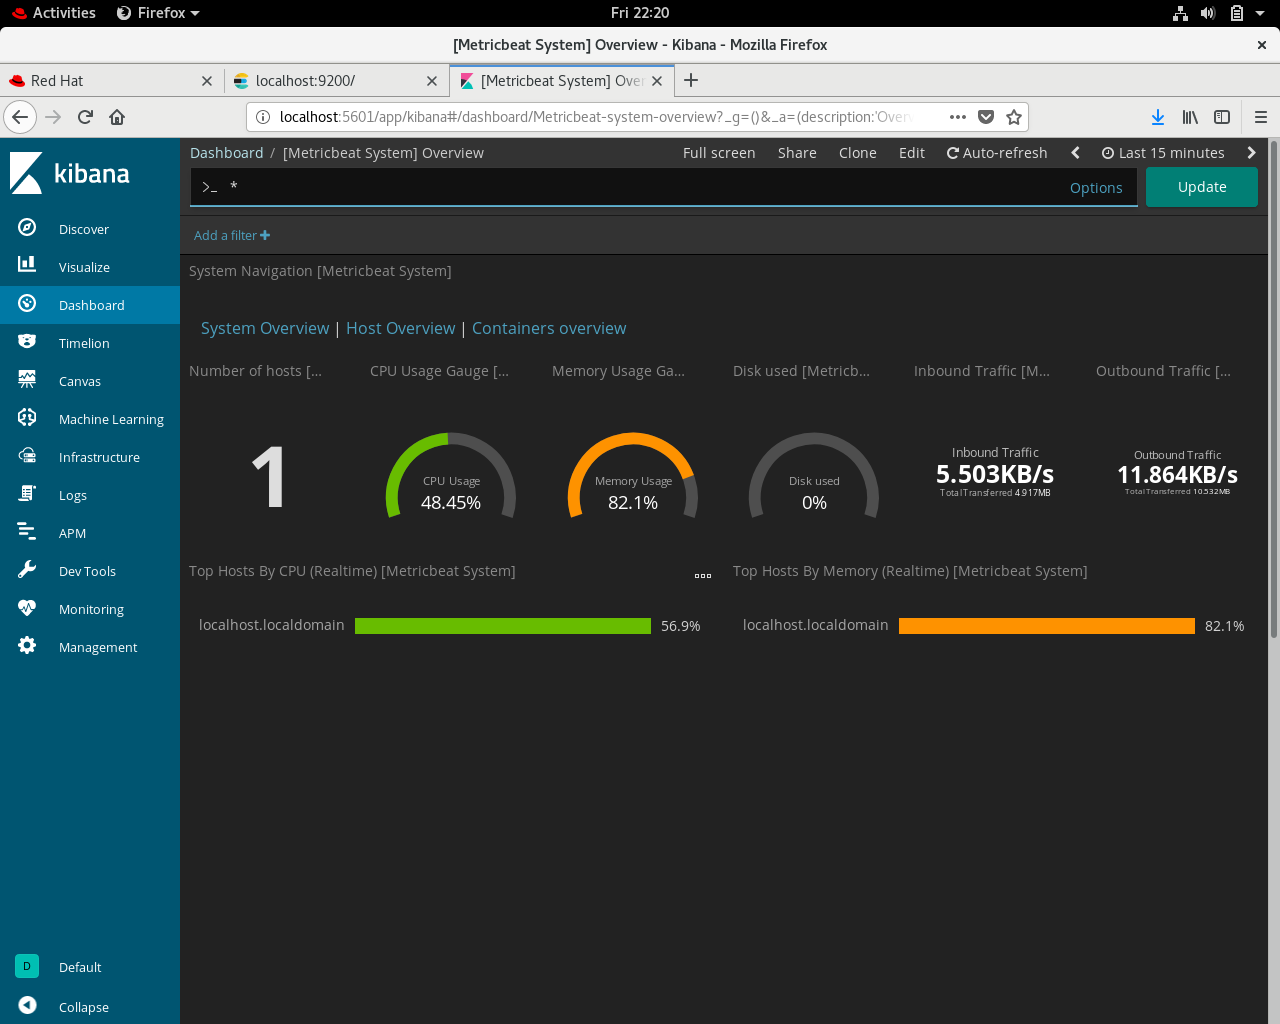 Activities Firefox Fri 22:20
[Metricbeat System] Overview - Kibana - Mozilla Firefox
Red Hat localhost:9200/ [Metricbeat System] Over
localhost:5601/app/kibana#/dashboard/Metricbeat-system-overview?_g=()&_a=(description:'Overv
kibana
Discover
Visualize
Dashboard
Timelion
Canvas
Machine Learning
Infrastructure
Logs
APM
Dev Tools
Monitoring
Management
D Default
Collapse
Dashboard / [Metricbeat System] Overview Full screen Share Clone Edit Auto-refresh Last 15 minutes
>_ * Options Update
Add a filter
System Navigation [Metricbeat System]
System Overview | Host Overview | Containers overview
Number of hosts [... CPU Usage Gauge [... Memory Usage Ga... Disk used [Metricb... Inbound Traffic [M... Outbound Traffic [...
1
CPU Usage
48.45%
Memory Usage
82.1%
Disk used
0%
Inbound Traffic
5.503KB/s
Total Transferred 4.917MB
Outbound Traffic
11.864KB/s
Total Transferred 10.532MB
Top Hosts By CPU (Realtime) [Metricbeat System]
localhost.localdomain 56.9%
Top Hosts By Memory (Realtime) [Metricbeat System]
localhost.localdomain 82.1%